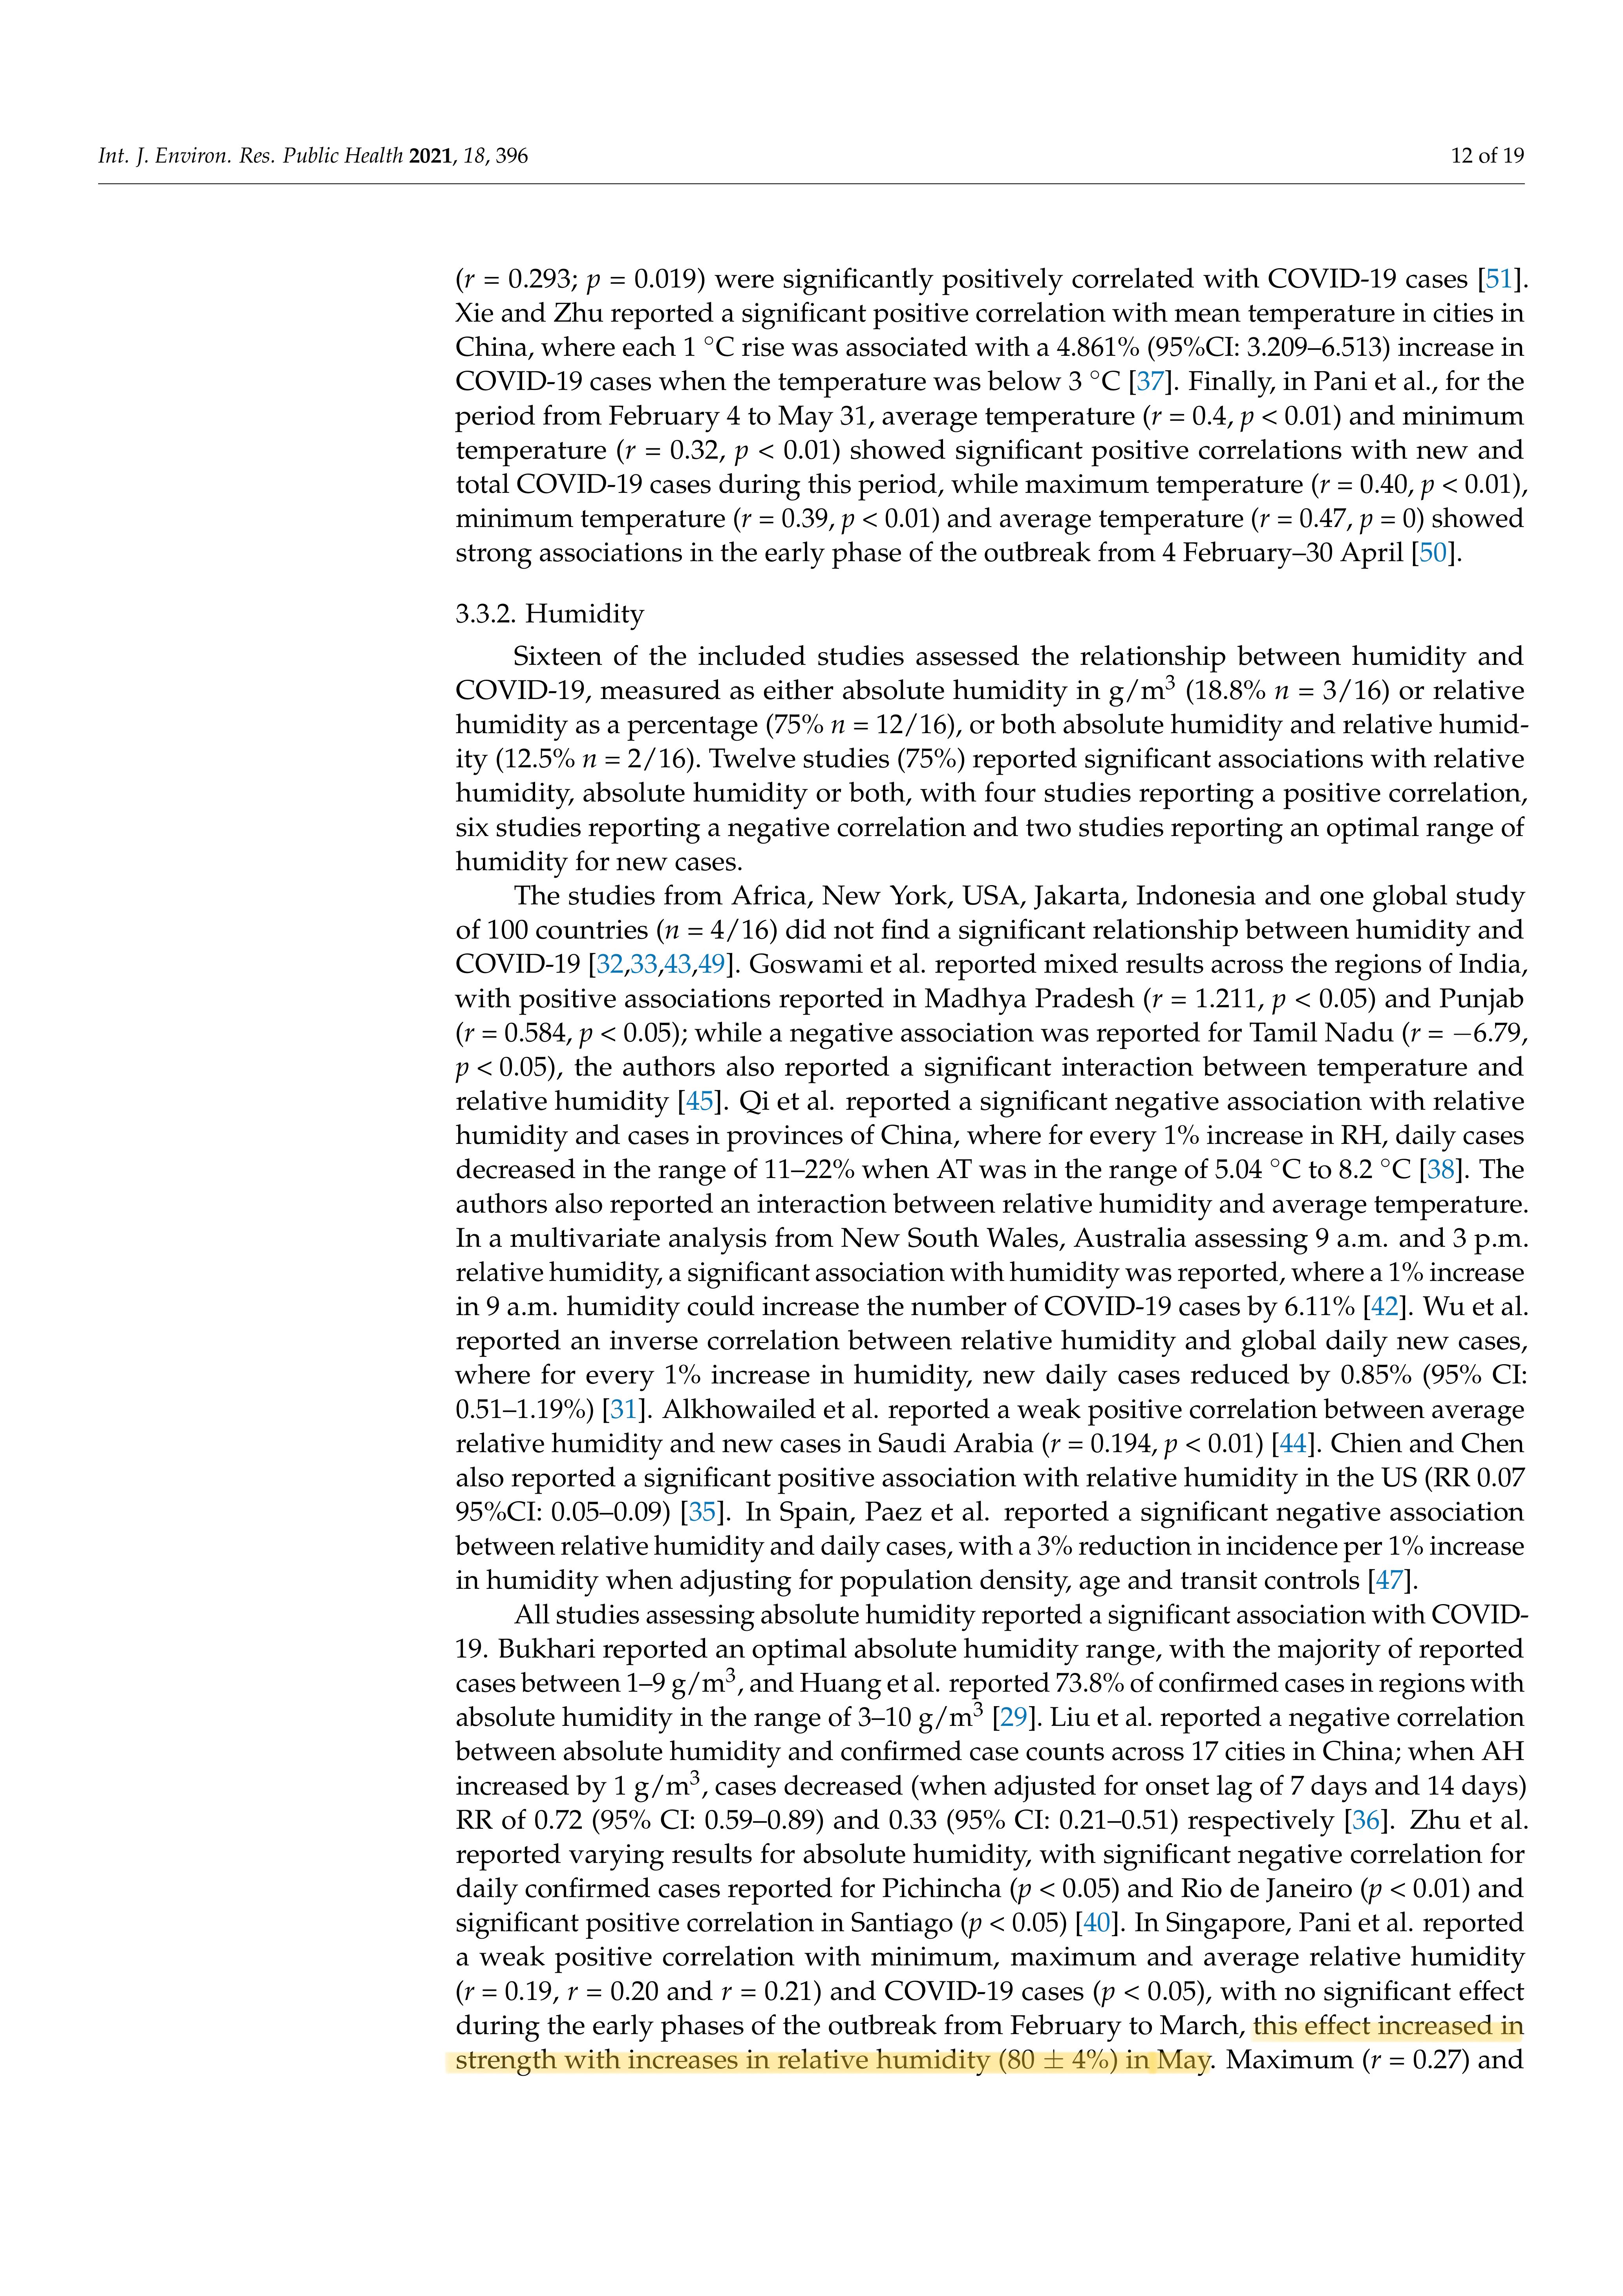 Int. J. Environ. Res. Public Health 2021, 18, 396
12 of 19
(r = 0.293; p = 0.019) were significantly positively correlated with COVID-19 cases [51].
Xie and Zhu reported a significant positive correlation with mean temperature in cities in
China, where each 1 °C rise was associated with a 4.861% (95%CI: 3.209–6.513) increase in
COVID-19 cases when the temperature was below 3 °C [37]. Finally, in Pani et al., for the
period from February 4 to May 31, average temperature (r = 0.4, p < 0.01) and minimum
temperature (r = 0.32, p < 0.01) showed significant positive correlations with new and
total COVID-19 cases during this period, while maximum temperature (r = 0.40, p < 0.01),
minimum temperature (r = 0.39, p < 0.01) and average temperature (r = 0.47, p = 0) showed
strong associations in the early phase of the outbreak from 4 February–30 April [50].
3.3.2. Humidity
Sixteen of the included studies assessed the relationship between humidity and
COVID-19, measured as either absolute humidity in g/m³ (18.8% n = 3/16) or relative
humidity as a percentage (75% n = 12/16), or both absolute humidity and relative humid-
ity (12.5% n = 2/16). Twelve studies (75%) reported significant associations with relative
humidity, absolute humidity or both, with four studies reporting a positive correlation,
six studies reporting a negative correlation and two studies reporting an optimal range of
humidity for new cases.
The studies from Africa, New York, USA, Jakarta, Indonesia and one global study
of 100 countries (n = 4/16) did not find a significant relationship between humidity and
COVID-19 [32,33,43,49]. Goswami et al. reported mixed results across the regions of India,
with positive associations reported in Madhya Pradesh (r = 1.211, p < 0.05) and Punjab
(r = 0.584, p < 0.05); while a negative association was reported for Tamil Nadu (r = −6.79,
p < 0.05), the authors also reported a significant interaction between temperature and
relative humidity [45]. Qi et al. reported a significant negative association with relative
humidity and cases in provinces of China, where for every 1% increase in RH, daily cases
decreased in the range of 11–22% when AT was in the range of 5.04 °C to 8.2 °C [38]. The
authors also reported an interaction between relative humidity and average temperature.
In a multivariate analysis from New South Wales, Australia assessing 9 a.m. and 3 p.m.
relative humidity, a significant association with humidity was reported, where a 1% increase
in 9 a.m. humidity could increase the number of COVID-19 cases by 6.11% [42]. Wu et al.
reported an inverse correlation between relative humidity and global daily new cases,
where for every 1% increase in humidity, new daily cases reduced by 0.85% (95% CI:
0.51–1.19%) [31]. Alkhowailed et al. reported a weak positive correlation between average
relative humidity and new cases in Saudi Arabia (r = 0.194, p < 0.01) [44]. Chien and Chen
also reported a significant positive association with relative humidity in the US (RR 0.07
95%CI: 0.05–0.09) [35]. In Spain, Paez et al. reported a significant negative association
between relative humidity and daily cases, with a 3% reduction in incidence per 1% increase
in humidity when adjusting for population density, age and transit controls [47].
All studies assessing absolute humidity reported a significant association with COVID-
19. Bukhari reported an optimal absolute humidity range, with the majority of reported
cases between 1–9 g/m³, and Huang et al. reported 73.8% of confirmed cases in regions with
absolute humidity in the range of 3–10 g/m³ [29]. Liu et al. reported a negative correlation
between absolute humidity and confirmed case counts across 17 cities in China; when AH
increased by 1 g/m³, cases decreased (when adjusted for onset lag of 7 days and 14 days)
RR of 0.72 (95% CI: 0.59–0.89) and 0.33 (95% CI: 0.21–0.51) respectively [36]. Zhu et al.
reported varying results for absolute humidity, with significant negative correlation for
daily confirmed cases reported for Pichincha (p < 0.05) and Rio de Janeiro (p < 0.01) and
significant positive correlation in Santiago (p < 0.05) [40]. In Singapore, Pani et al. reported
a weak positive correlation with minimum, maximum and average relative humidity
(r = 0.19, r = 0.20 and r = 0.21) and COVID-19 cases (p < 0.05), with no significant effect
during the early phases of the outbreak from February to March, this effect increased in
strength with increases in relative humidity (80 ± 4%) in May. Maximum (r = 0.27) and